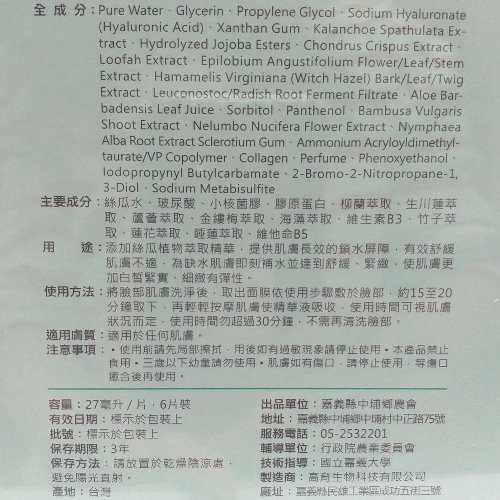 全成分：Pure Water、Glycerin、Propylene Glycol、Sodium Hyaluronate
(Hyaluronic Acid)、Xanthan Gum、Kalanchoe Spathulata Ex-
tract、Hydrolyzed Jojoba Esters、Chondrus Crispus Extract、
Loofah Extract、Epilobium Angustifolium Flower/Leaf/Stem
Extract、Hamamelis Virginiana (Witch Hazel) Bark/Leaf/Twig
Extract、Leuconostoc/Radish Root Ferment Filtrate、Aloe Bar-
badensis Leaf Juice、Sorbitol、Panthenol、Bambusa Vulgaris
Shoot Extract、Nelumbo Nucifera Flower Extract、Nymphaea
Alba Root Extract Sclerotium Gum、Ammonium Acryloyldimethyl-
taurate/VP Copolymer、Collagen、Perfume、Phenoxyethanol、
Iodopropynyl Butylcarbamate、2-Bromo-2-Nitropropane-1,
3-Diol、Sodium Metabisulfite
主要成分：絲瓜水、玻尿酸、小核菌膠、膠原蛋白、柳蘭萃取、生川蓮萃
取、蘆薈萃取、金縷梅萃取、海藻萃取、維生素B3、竹子萃
取、蓮花萃取、睡蓮萃取、維他命B5
用途：添加絲瓜植物萃取精華，提供肌膚長效的鎖水屏障，有效舒緩
肌膚不適，為缺水肌膚即刻補水並達到舒緩、緊緻，使肌膚更
加白皙緊實、細緻有彈性。
使用方法：將臉部肌膚洗淨後，取出面膜依使用步驟敷於臉部，約15至20
分鐘取下，再輕輕按摩肌膚使精華液吸收，使用時間可視肌膚
狀況而定，使用時間勿超過30分鐘，不需再清洗臉部。
適用膚質：適用於任何肌膚。
注意事項：・使用前請先局部擦拭，用後如有過敏現象請停止使用・本產品禁止
食用・三歲以下幼童請勿使用・肌膚如有傷口，請停止使用，等傷口
癒合後再使用。
容量：27毫升／片，6片裝
有效日期：標示於包裝上
批號：標示於包裝上
保存期限：3年
保存方法：請放置於乾燥陰涼處，
避免陽光直射。
產地：台灣
出品單位：嘉義縣中埔鄉農會
地址：嘉義縣中埔鄉中埔村中正路75號
服務電話：05-2532201
輔導單位：行政院農業委員會
技術指導：國立嘉義大學
製造商：高育生物科技有限公司
廠址：嘉義縣民雄工業區成功五街三號